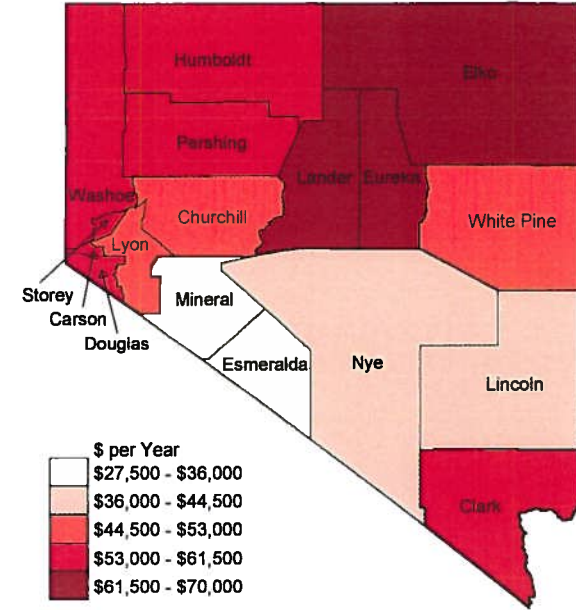 Humboldt
Elko
Pershing
Lander
Eureka
Washoe
Churchill
White Pine
Lyon
Storey
Carson
Douglas
Mineral
Esmeralda
Nye
Lincoln
Clark
$ per Year
$27,500 - $36,000
$36,000 - $44,500
$44,500 - $53,000
$53,000 - $61,500
$61,500 - $70,000